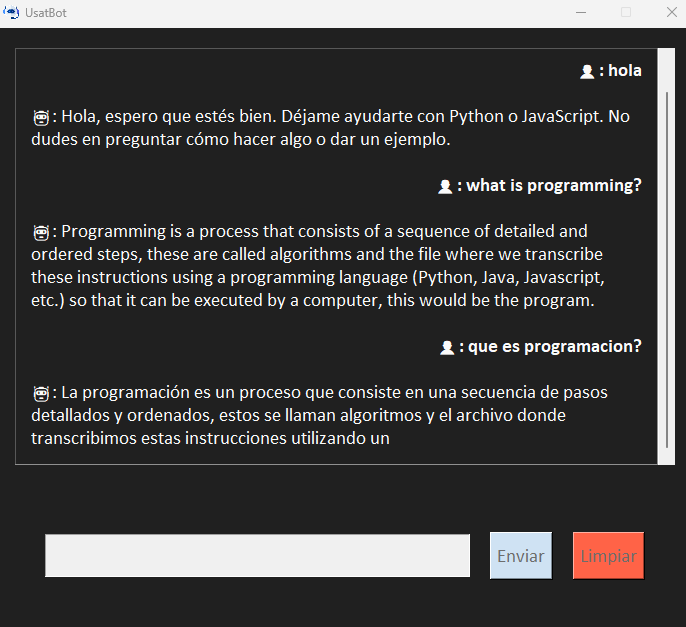 UsatBot
: hola
: Hola, espero que estés bien. Déjame ayudarte con Python o JavaScript. No
dudes en preguntar cómo hacer algo o dar un ejemplo.
: what is programming?
: Programming is a process that consists of a sequence of detailed and
ordered steps, these are called algorithms and the file where we transcribe
these instructions using a programming language (Python, Java, Javascript,
etc.) so that it can be executed by a computer, this would be the program.
: que es programacion?
: La programación es un proceso que consiste en una secuencia de pasos
detallados y ordenados, estos se llaman algoritmos y el archivo donde
transcribimos estas instrucciones utilizando un
Enviar
Limpiar